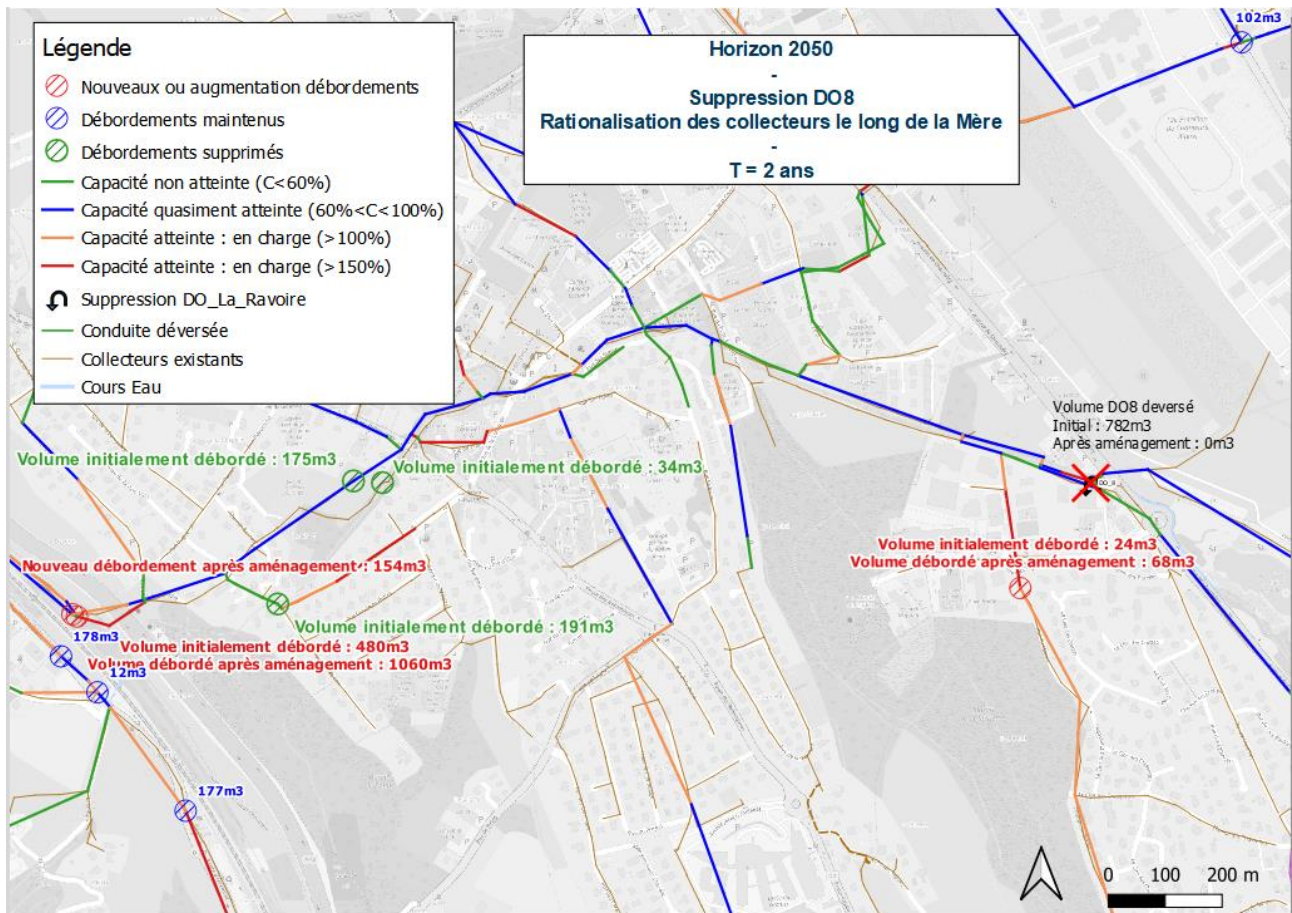 102m3
Légende
Nouveaux ou augmentation débordements
Débordements maintenus
Débordements supprimés
Capacité non atteinte (C<60%)
Capacité quasiment atteinte (60%<C<100%)
Capacité atteinte : en charge (>100%)
Capacité atteinte : en charge (>150%)
Suppression DO_La_Ravoire
Conduite déversée
Collecteurs existants
Cours Eau
Horizon 2050
-
Suppression DO8
Rationalisation des collecteurs le long de la Mère
-
T = 2 ans
Volume DO8 deversé
Initial : 782m3
Après aménagement : 0m3
Volume initialement débordé : 175m3
Volume initialement débordé : 34m3
Volume initialement débordé : 24m3
Volume débordé après aménagement : 68m3
Nouveau débordement après aménagement : 154m3
Volume initialement débordé : 191m3
178m3
Volume initialement débordé : 480m3
Volume débordé après aménagement : 1060m3
12m3
177m3
0 100 200 m